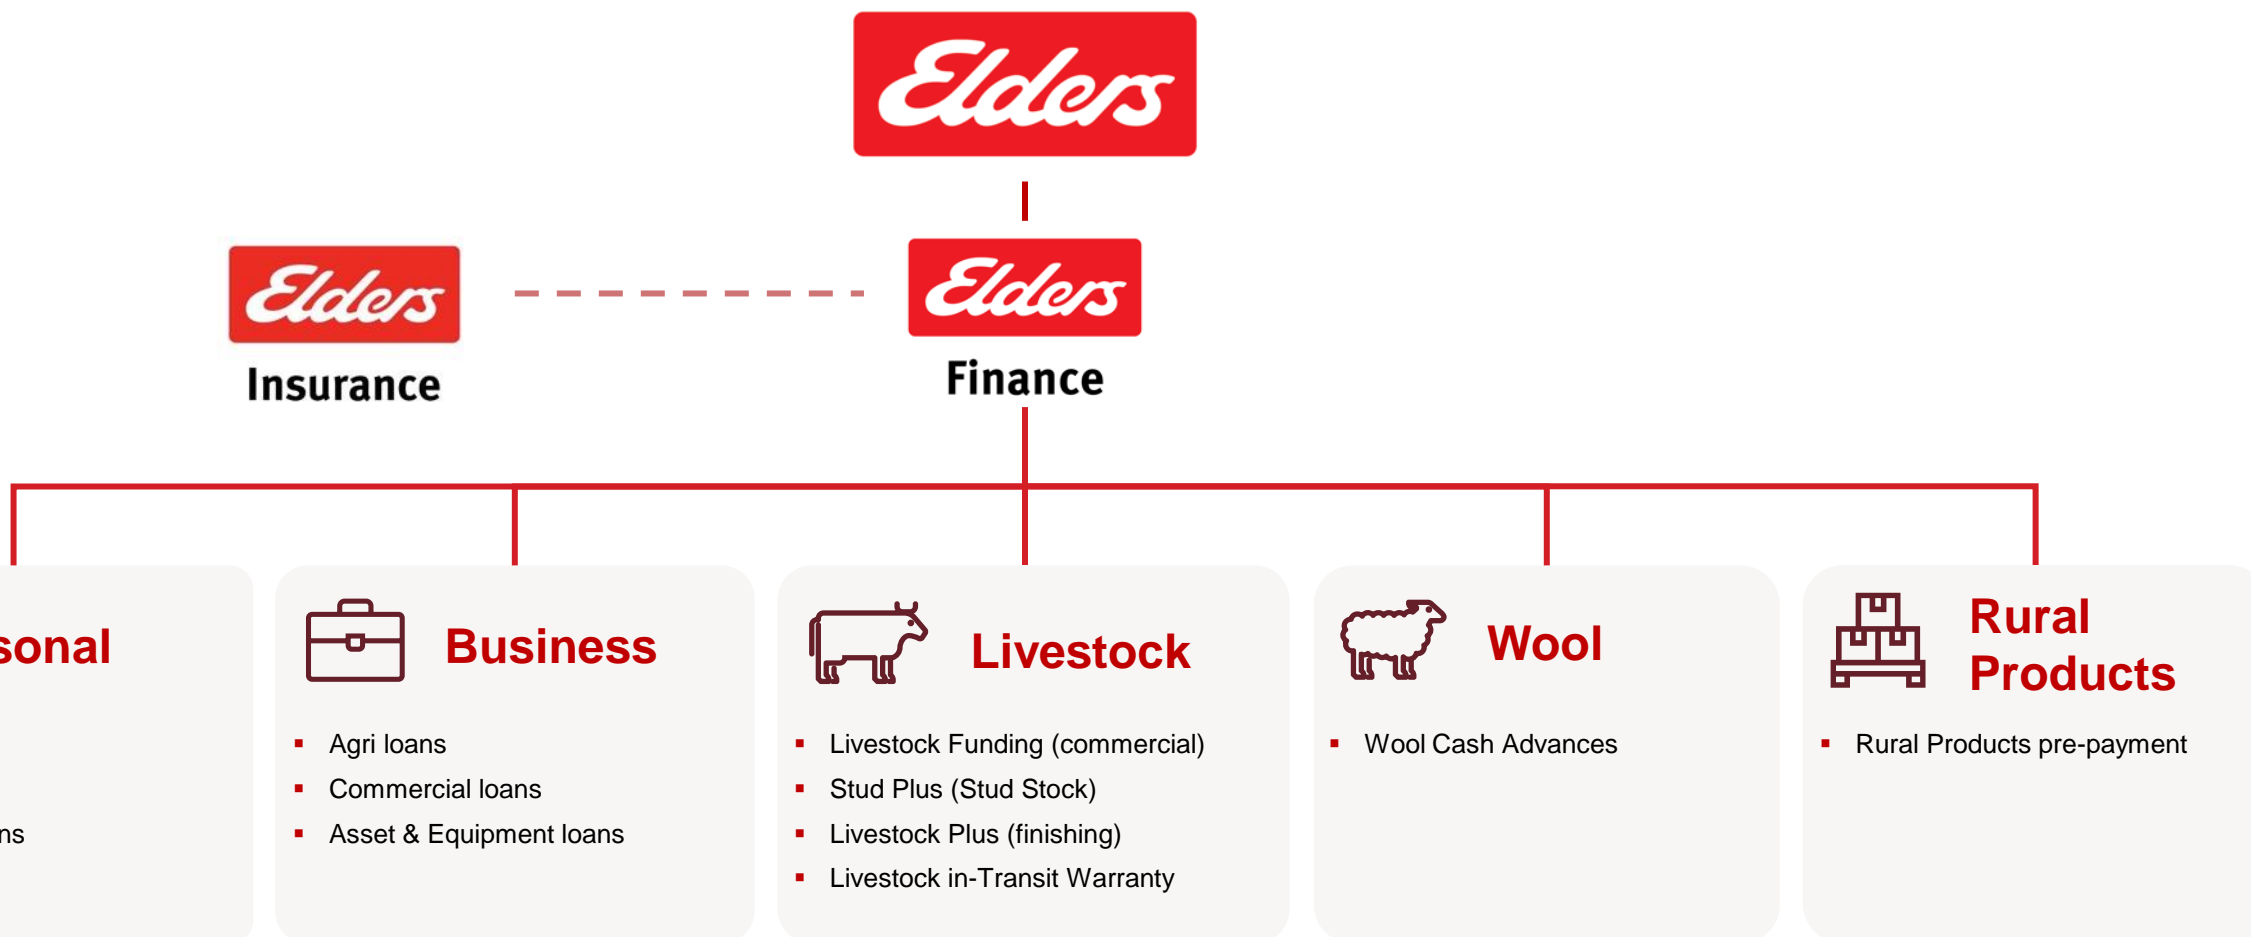 Elders
Elders
Insurance
Elders
Finance
sonal
ns
Business
Agri loans
Commercial loans
Asset & Equipment loans
Livestock
Livestock Funding (commercial)
Stud Plus (Stud Stock)
Livestock Plus (finishing)
Livestock in-Transit Warranty
Wool
Wool Cash Advances
Rural
Products
Rural Products pre-payment